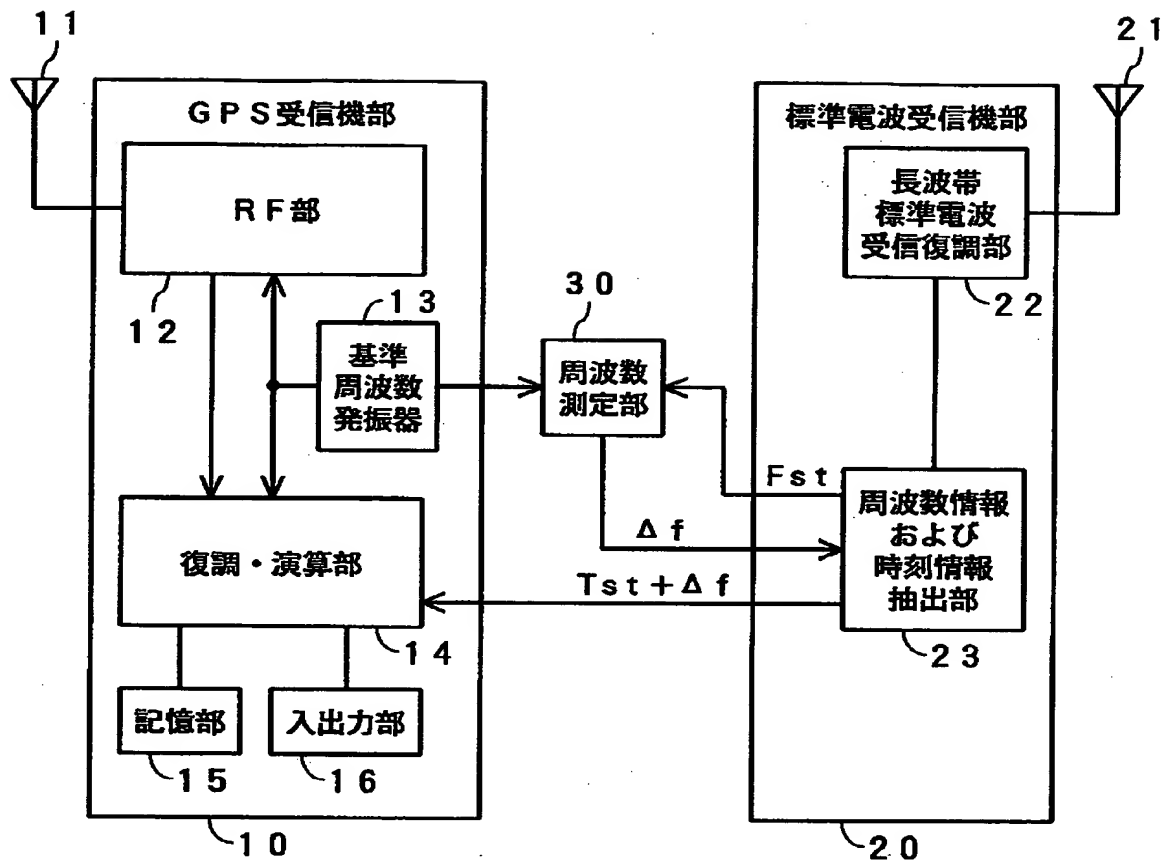 11
21
GPS受信機部
標準電波受信機部
RF部
長波帯
標準電波
受信復調部
12
13
30
22
基準
周波数
発振器
周波数
測定部
Fst
周波数情報
および
時刻情報
抽出部
Δf
復調・演算部
Tst+Δf
14
23
記憶部
入出力部
15
16
10
20